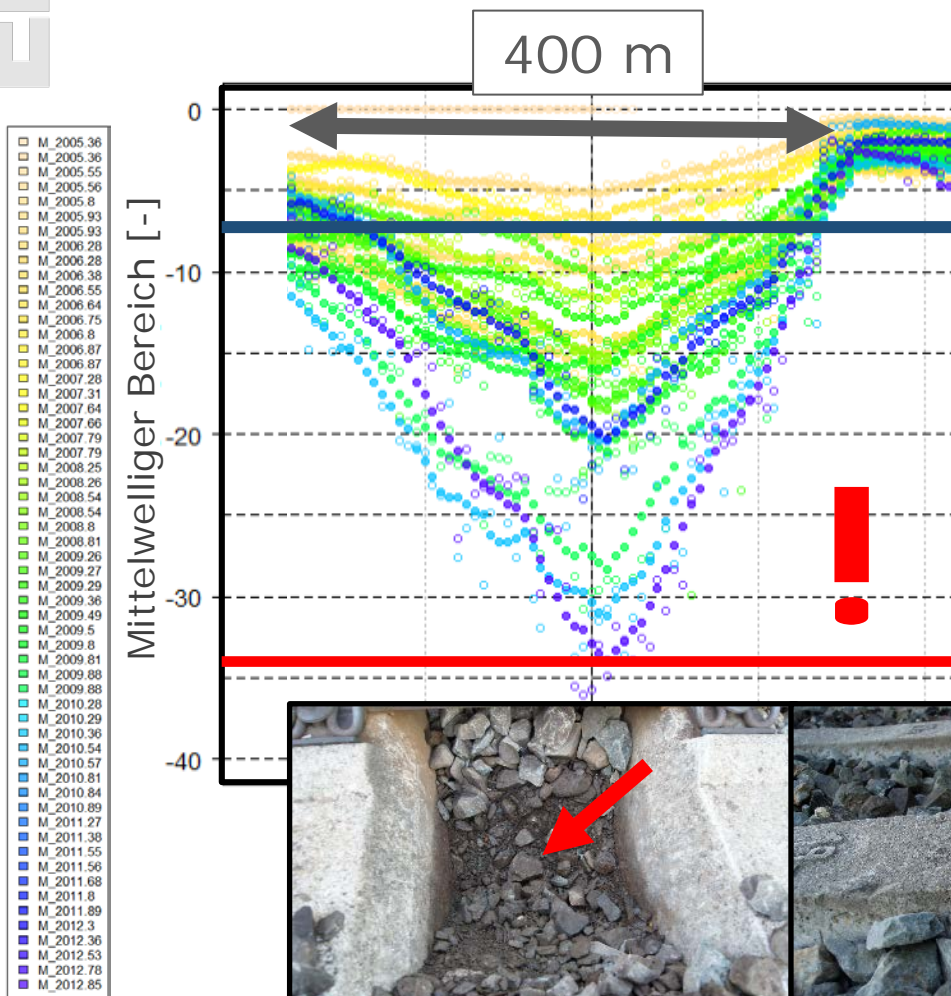 400 m
0
-10
-20
-30
-40
Mittelwelliger Bereich [-]
!
M_2005.36
M_2005.36
M_2005.55
M_2005.56
M_2005.8
M_2005.93
M_2005.93
M_2006.28
M_2006.28
M_2006.38
M_2006.55
M_2006.64
M_2006.75
M_2006.8
M_2006.87
M_2006.87
M_2007.28
M_2007.31
M_2007.64
M_2007.66
M_2007.79
M_2007.79
M_2008.25
M_2008.26
M_2008.54
M_2008.54
M_2008.8
M_2008.81
M_2009.26
M_2009.27
M_2009.29
M_2009.36
M_2009.49
M_2009.5
M_2009.8
M_2009.81
M_2009.88
M_2009.88
M_2010.28
M_2010.29
M_2010.36
M_2010.54
M_2010.57
M_2010.81
M_2010.84
M_2010.89
M_2011.27
M_2011.38
M_2011.55
M_2011.56
M_2011.68
M_2011.8
M_2011.89
M_2012.3
M_2012.36
M_2012.53
M_2012.78
M_2012.85